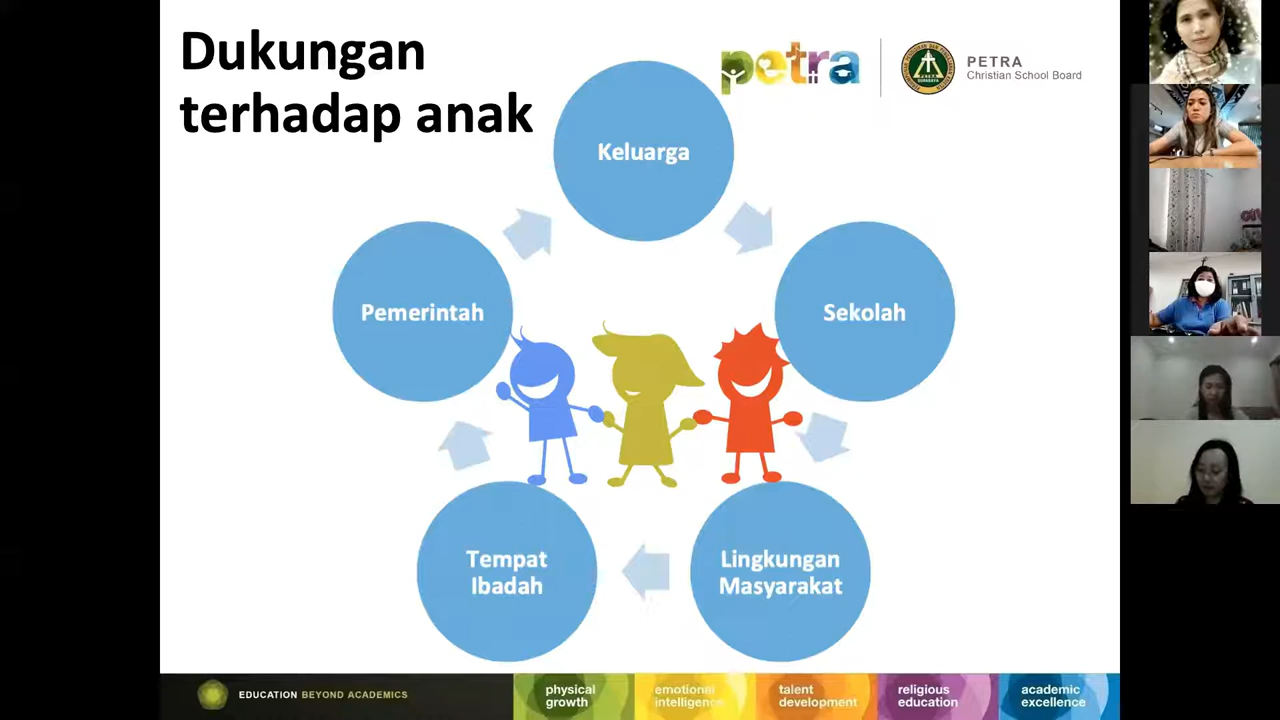 Dukungan
terhadap anak
petra
PETRA
Christian School Board
Keluarga
Pemerintah
Sekolah
Tempat
Ibadah
Lingkungan
Masyarakat
EDUCATION BEYOND ACADEMICS
physical
growth
emotional
intelligence
talent
development
religious
education
academic
excellence